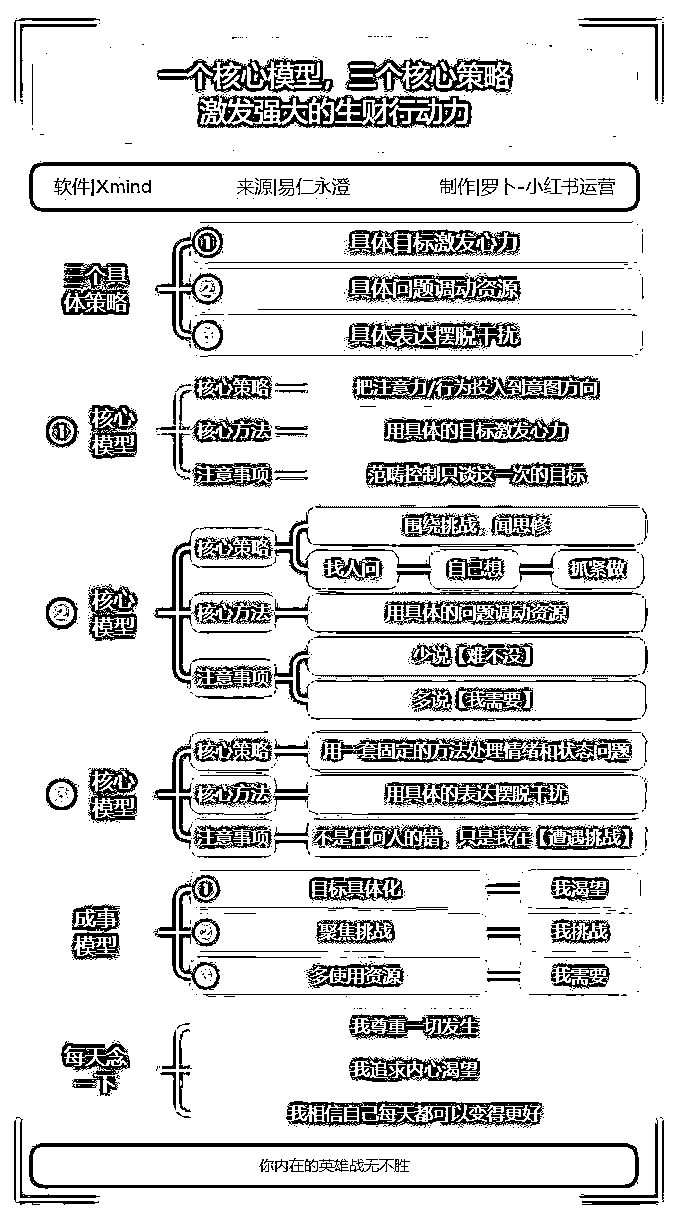 一个核心模型，三个核心策略
激发强大的生财行动力
软件|Xmind 来源|易仁永澄 制作|罗卜-小红书运营
三个具
体策略
① 具体目标激发心力
② 具体问题调动资源
③ 具体表达摆脱干扰
① 核心
模型
核心策略 把注意力/行为投入到意图方向
核心方法 用具体的目标激发心力
注意事项 范畴控制只谈这一次的目标
② 核心
模型
核心策略 围绕挑战，闻思修
找人问 自己想 抓紧做
核心方法 用具体的问题调动资源
注意事项 少说【难不没】
多说【我需要】
③ 核心
模型
核心策略 用一套固定的方法处理情绪和状态问题
核心方法 用具体的表达摆脱干扰
注意事项 不是任何人的错，只是我在【遭遇挑战】
成事
模型
① 目标具体化 我渴望
② 聚焦挑战 我挑战
③ 多使用资源 我需要
每天念
一下
我尊重一切发生
我追求内心渴望
我相信自己每天都可以变得更好
你内在的英雄战无不胜